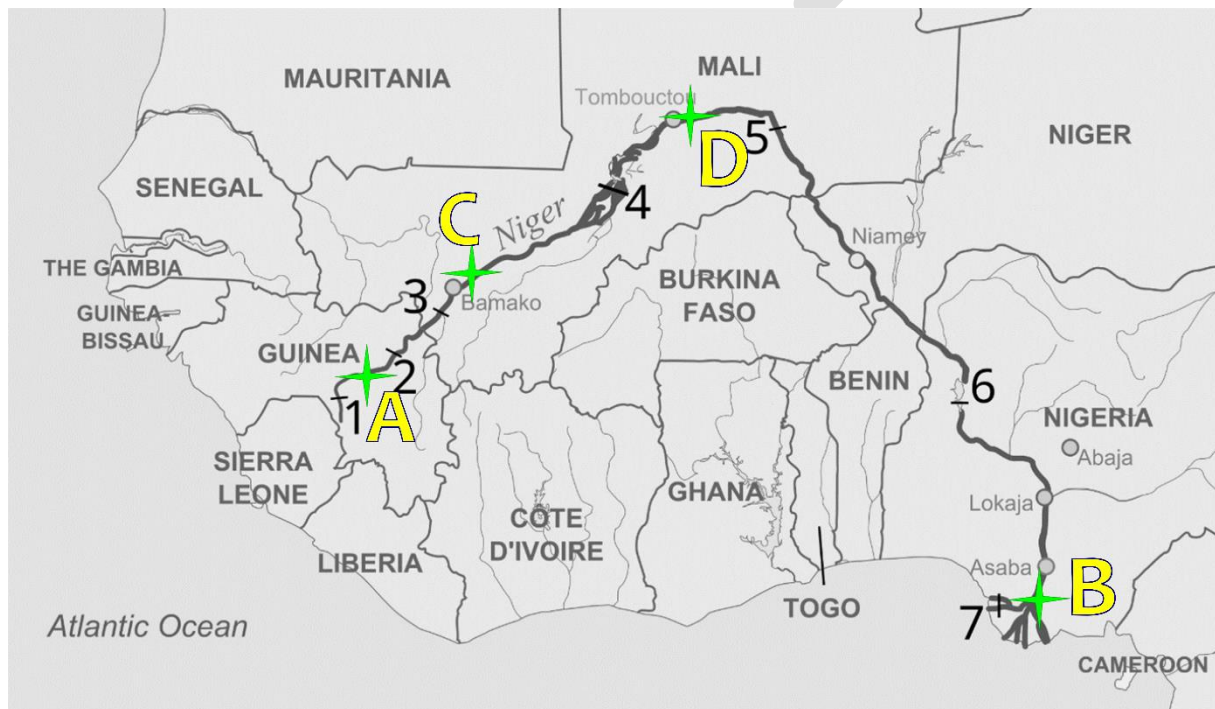 MAURITANIA
MALI
Tombouctou
NIGER
5
D
SENEGAL
4
C
Niger
Niamey
THE GAMBIA
BURKINA
FASO
3
Bamako
GUINEA-
BISSAU
GUINEA
2
BENIN
6
1
A
NIGERIA
Abaja
SIERRA
LEONE
GHANA
Lokaja
CÔTE
D'IVOIRE
LIBERIA
Asaba
B
TOGO
7
Atlantic Ocean
CAMEROON